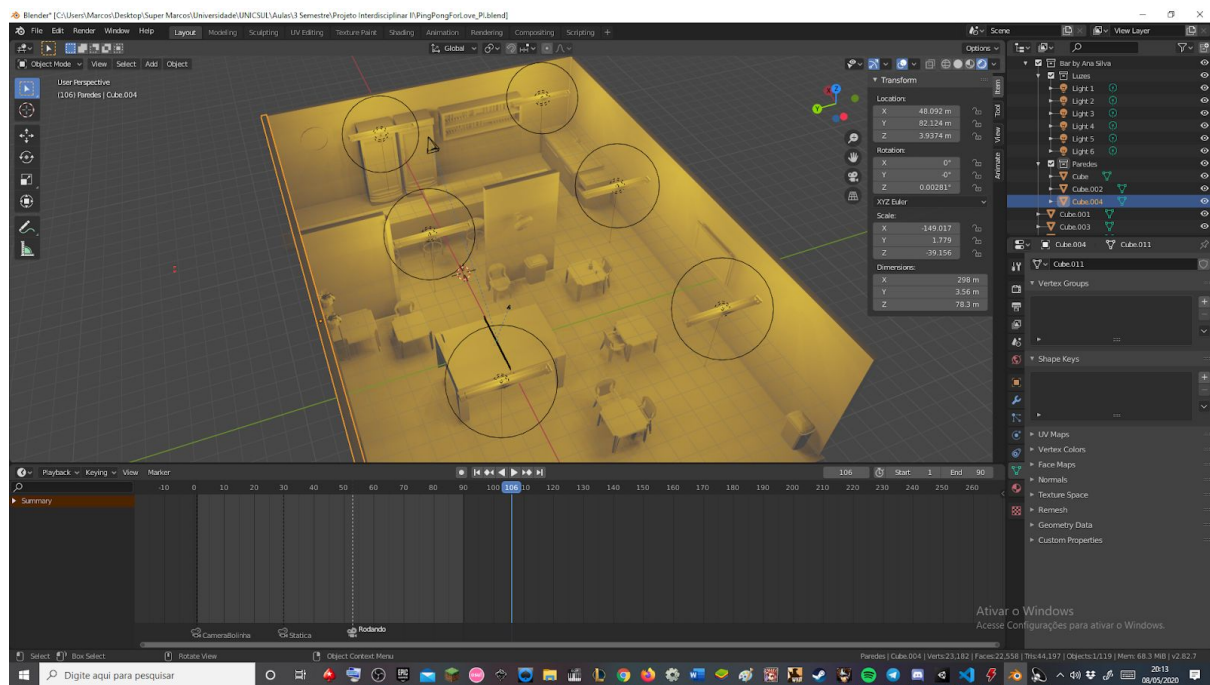 Blender* [C:\Users\Marcos\Desktop\Super Marcos\Universidade\UNICSUL\Aulas\3 Semestre\Projeto Interdisciplinar II\PingPongForLove_PI.blend]
File Edit Render Window Help Layout Modeling Sculpting UV Editing Texture Paint Shading Animation Rendering Compositing Scripting + Scene View Layer
Global Options
Object Mode View Select Add Object
User Perspective
(106) Paredes | Cube.004
Transform
Location:
X 48.092 m
Y 82.124 m
Z 3.9374 m
Rotation:
X 0°
Y -0°
Z 0.00281°
XYZ Euler
Scale:
X -149.017
Y 1.779
Z -39.156
Dimensions:
X 298 m
Y 3.56 m
Z 78.3 m
Item
Tool
View
Animate
Z
Y
Bar by Ana Silva
Luzes
Light 1
Light 2
Light 3
Light 4
Light 5
Light 6
Paredes
Cube
Cube.002
Cube.004
Cube.001
Cube.003
Cube.004 Cube.011
Cube.011
Vertex Groups
Shape Keys
UV Maps
Vertex Colors
Face Maps
Normals
Texture Space
Remesh
Geometry Data
Custom Properties
Playback Keying View Marker 106 Start 1 End 90
-10 0 10 20 30 40 50 60 70 80 90 100 106 110 120 130 140 150 160 170 180 190 200 210 220 230 240 250 260
Summary
CameraBolinha Statica Rodando
Ativar o Windows
Acesse Configurações para ativar o Windows.
Select Box Select Rotate View Object Context Menu Paredes | Cube.004 | Verts:23,182 | Faces:22,558 | Tris:44,197 | Objects:1/119 | Mem: 68.3 MiB | v2.82.7
Digite aqui para pesquisar
20:13
08/05/2020